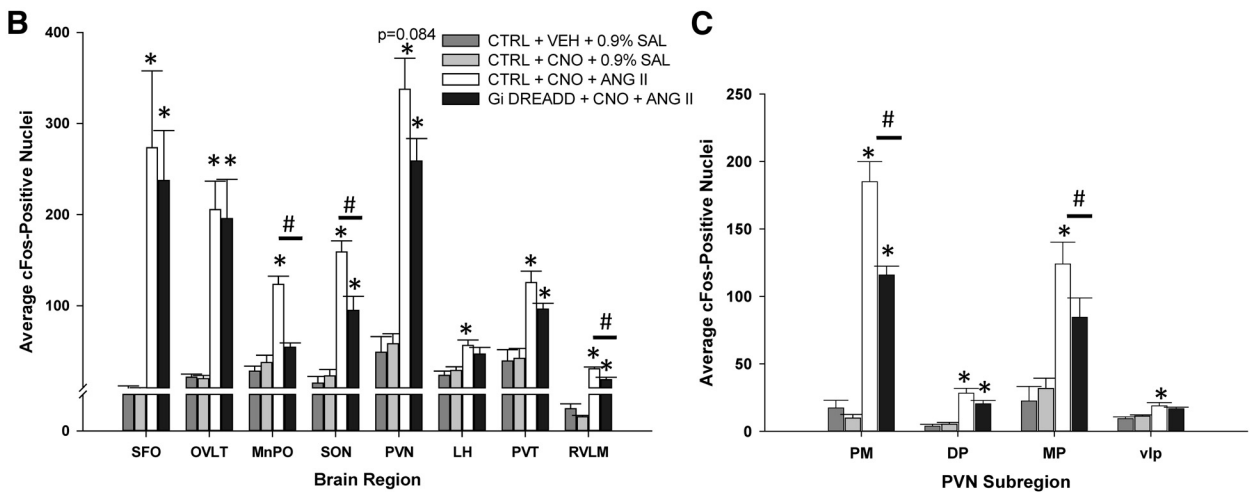 B
Average cFos-Positive Nuclei
400
300
200
100
0
p=0.084
CTRL + VEH + 0.9% SAL
CTRL + CNO + 0.9% SAL
CTRL + CNO + ANG II
Gi DREADD + CNO + ANG II
* * * * * # * # * * * * * * * * * #
SFO OVLT MnPO SON PVN LH PVT RVLM
Brain Region
C
Average cFos-Positive Nuclei
250
200
150
100
50
0
* # * * * * # *
PM DP MP vlp
PVN Subregion